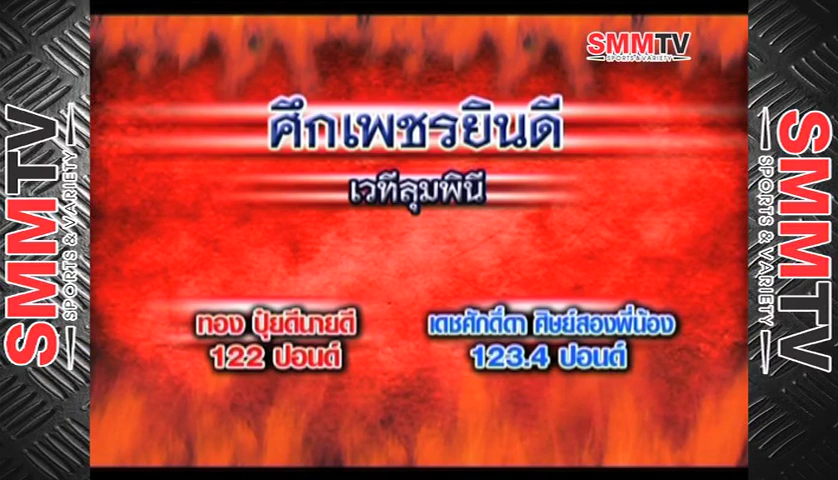 SMMTV
SPORTS & VARIETY
ศึกเพชรยินดี
เวทีลุมพินี
ทอง ปุ๋ยดีนายดี
122 ปอนด์
เดชศักดิ์ดา ศิษย์สองพี่น้อง
123.4 ปอนด์
SMMTV
SPORTS & VARIETY
SMMTV
SPORTS & VARIETY